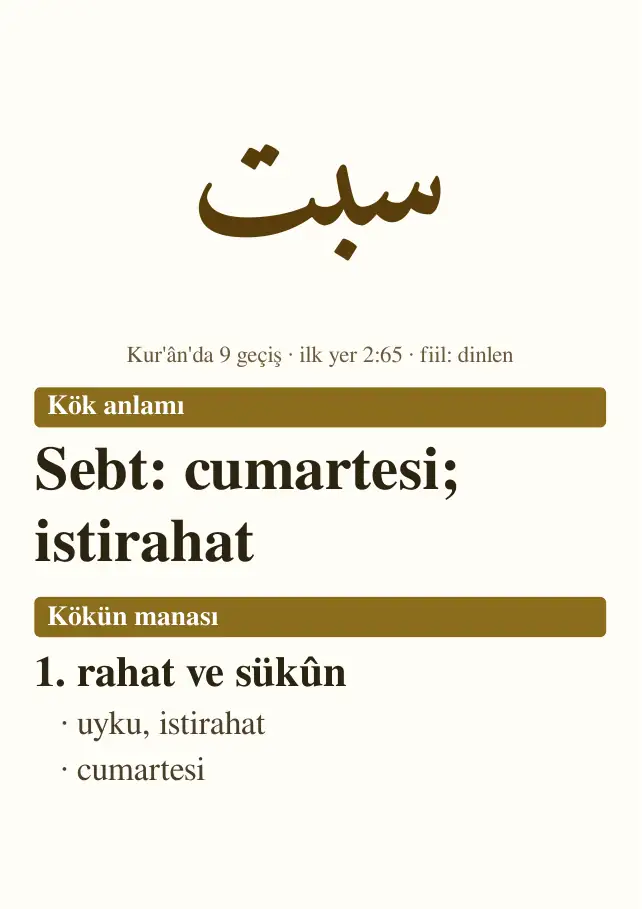 سبت
Kur'ân'da 9 geçiş · ilk yer 2:65 · fiil: dinlen
Kök anlamı
Sebt: cumartesi;
istirahat
Kökün manası
1. rahat ve sükûn
· uyku, istirahat
· cumartesi